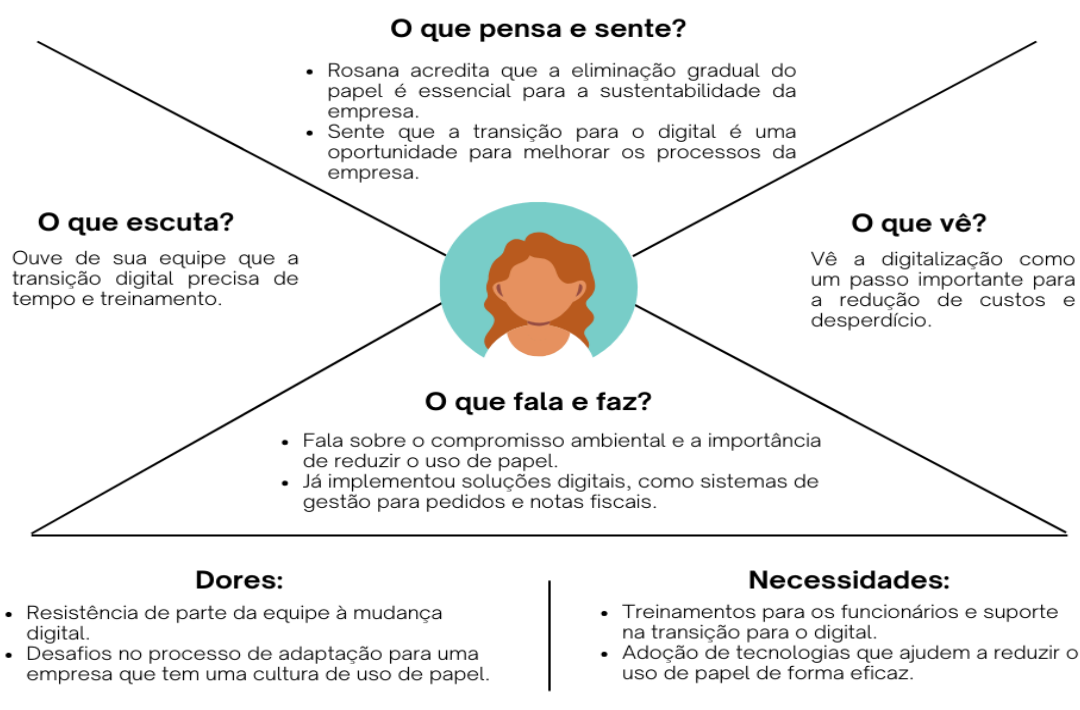 O que pensa e sente?
• Rosana acredita que a eliminação gradual do
papel é essencial para a sustentabilidade da
empresa.
• Sente que a transição para o digital é uma
oportunidade para melhorar os processos da
empresa.
O que escuta?
Ouve de sua equipe que a
transição digital precisa de
tempo e treinamento.
O que vê?
Vê a digitalização como
um passo importante para
a redução de custos e
desperdício.
O que fala e faz?
• Fala sobre o compromisso ambiental e a importância
de reduzir o uso de papel.
• Já implementou soluções digitais, como sistemas de
gestão para pedidos e notas fiscais.
Dores:
• Resistência de parte da equipe à mudança
digital.
• Desafios no processo de adaptação para uma
empresa que tem uma cultura de uso de papel.
Necessidades:
• Treinamentos para os funcionários e suporte
na transição para o digital.
• Adoção de tecnologias que ajudem a reduzir o
uso de papel de forma eficaz.